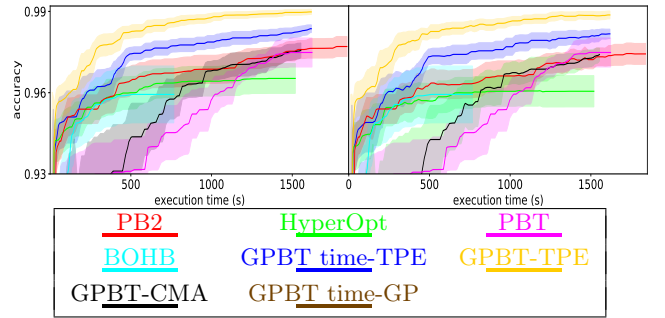 0.99
0.96
0.93
accuracy
500 1000 1500 0 500 1000 1500
execution time (s) execution time (s)
PB2 HyperOpt PBT
BOHB GPBT time-TPE GPBT-TPE
GPBT-CMA GPBT time-GP